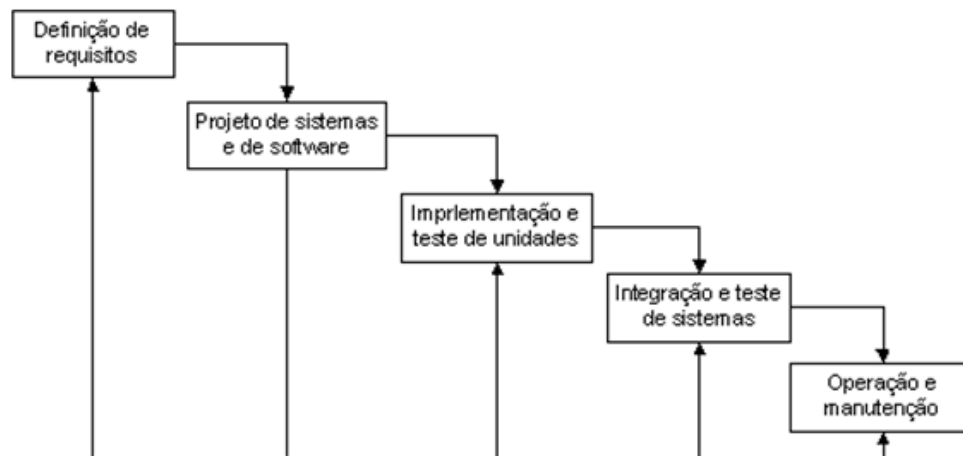 Definição de
requisitos
Projeto de sistemas
e de software
Imprlementação e
teste de unidades
Integração e teste
de sistemas
Operação e
manutenção